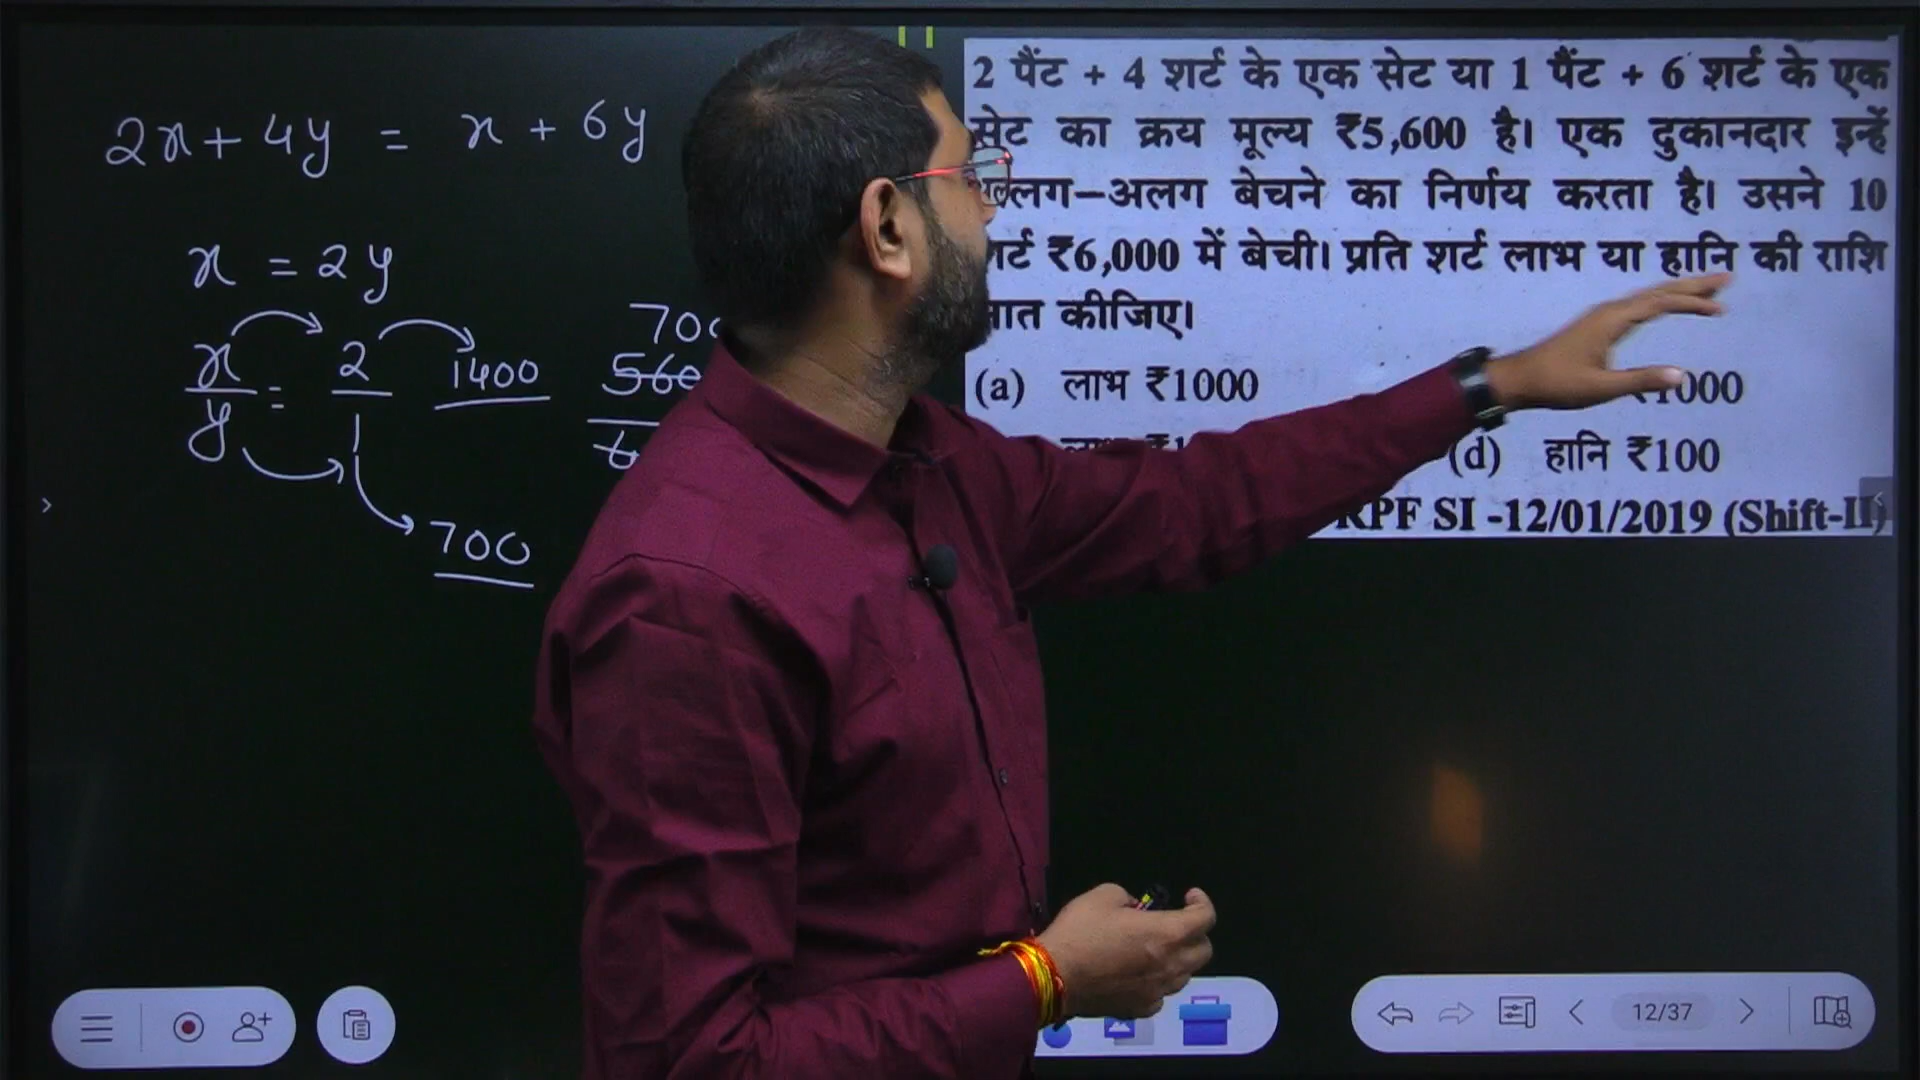 2x + 4y = x + 6y
x = 2y
x/y = 2/1
1400
700
2 पैंट + 4 शर्ट के एक सेट या 1 पैंट + 6 शर्ट के एक
सेट का क्रय मूल्य ₹5,600 है। एक दुकानदार इन्हें
अलग–अलग बेचने का निर्णय करता है। उसने 10
₹6,000 में बेची। प्रति शर्ट लाभ या हानि की राशि
कीजिए।
(a) लाभ ₹1000
(d) हानि ₹100
RPF SI -12/01/2019 (Shift-II)
12/37